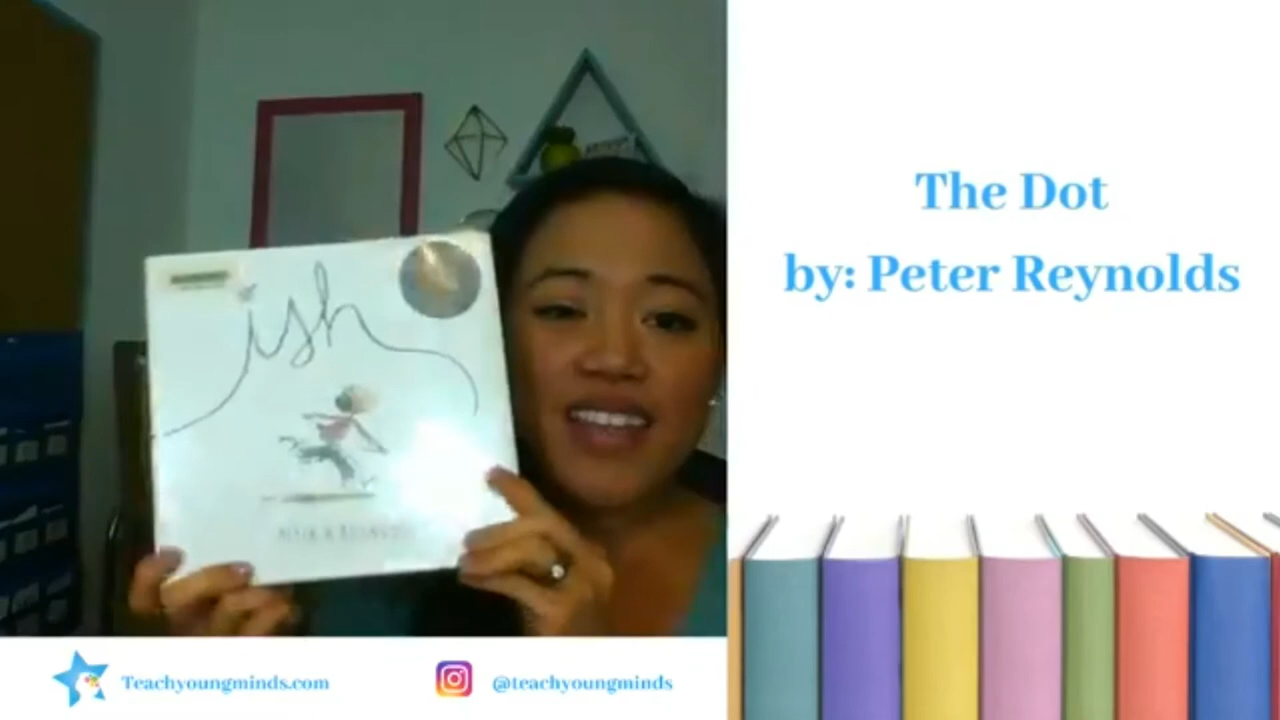 ish
The Dot
by: Peter Reynolds
Teachyoungminds.com
@teachyoungminds